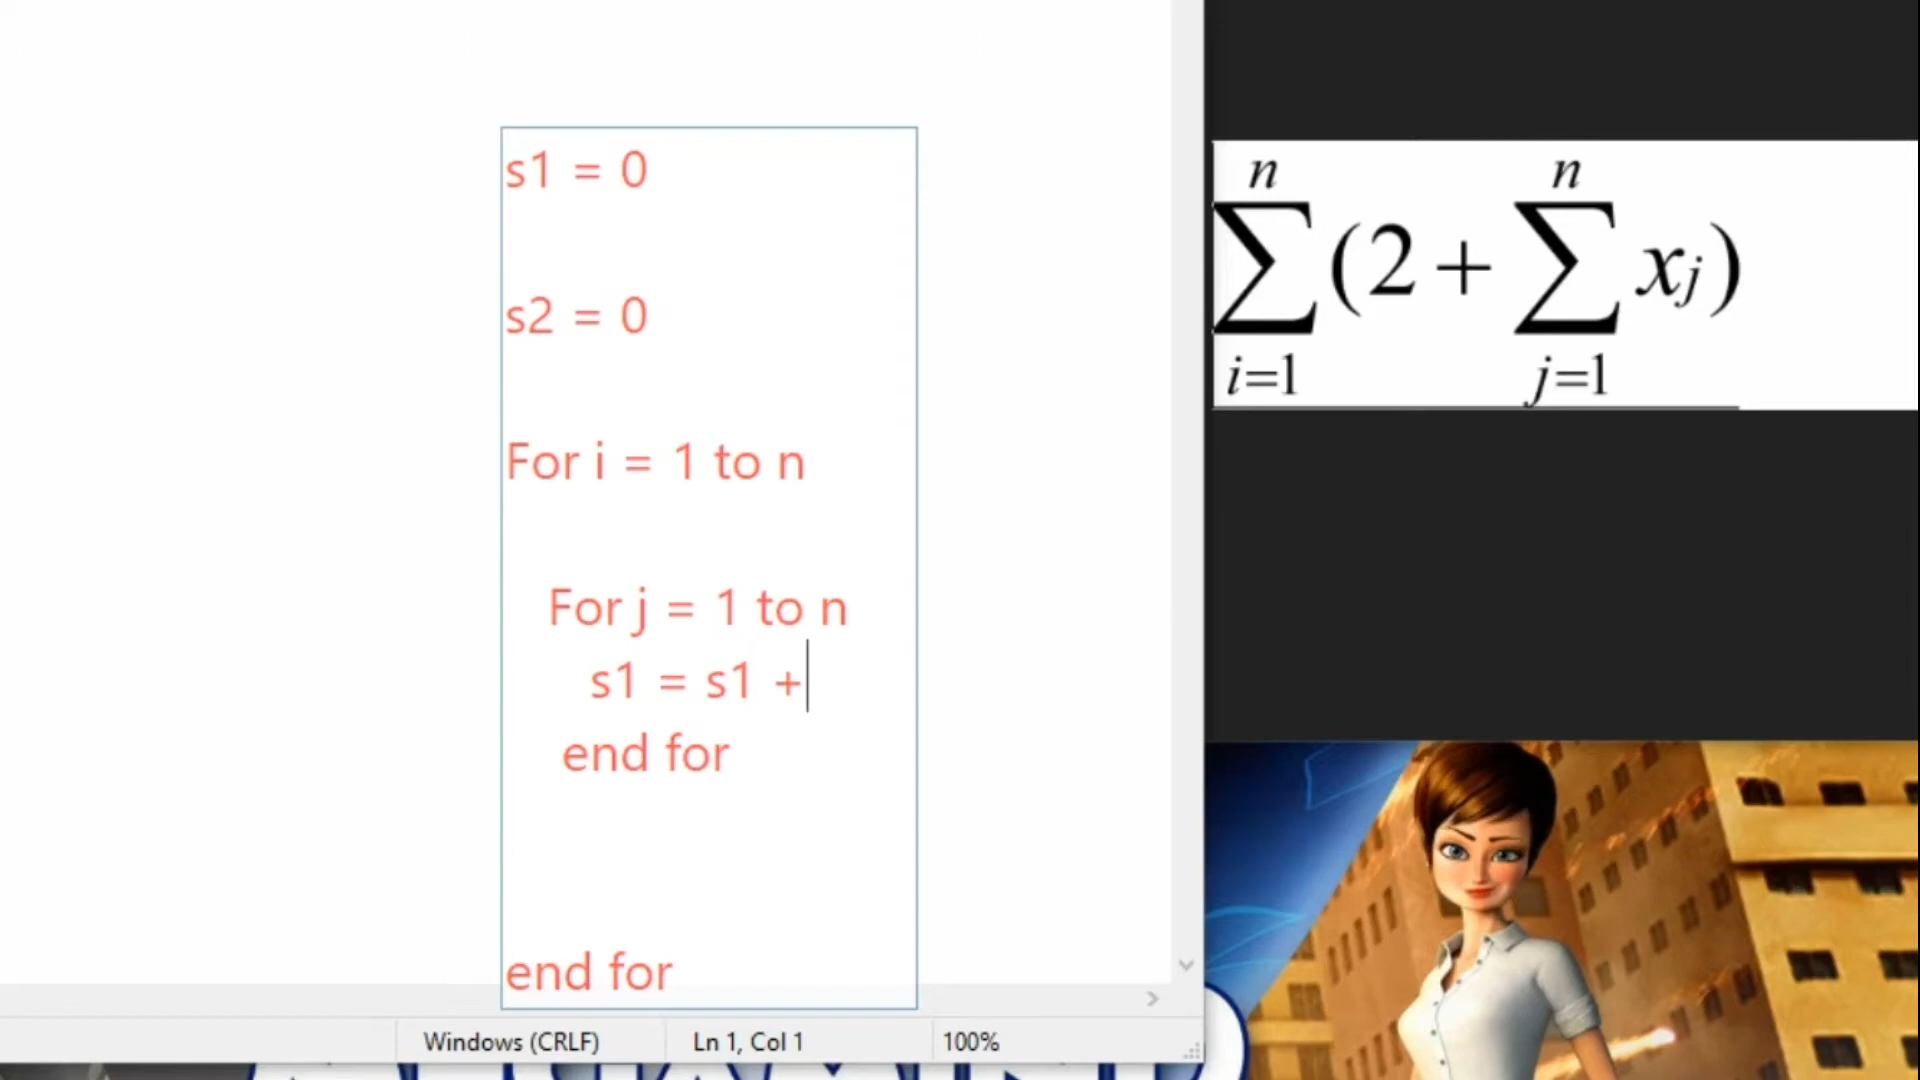 s1 = 0
s2 = 0
For i = 1 to n
For j = 1 to n
s1 = s1 +
end for
end for
n n
∑(2+∑xj)
i=1 j=1
Windows (CRLF) Ln 1, Col 1 100%